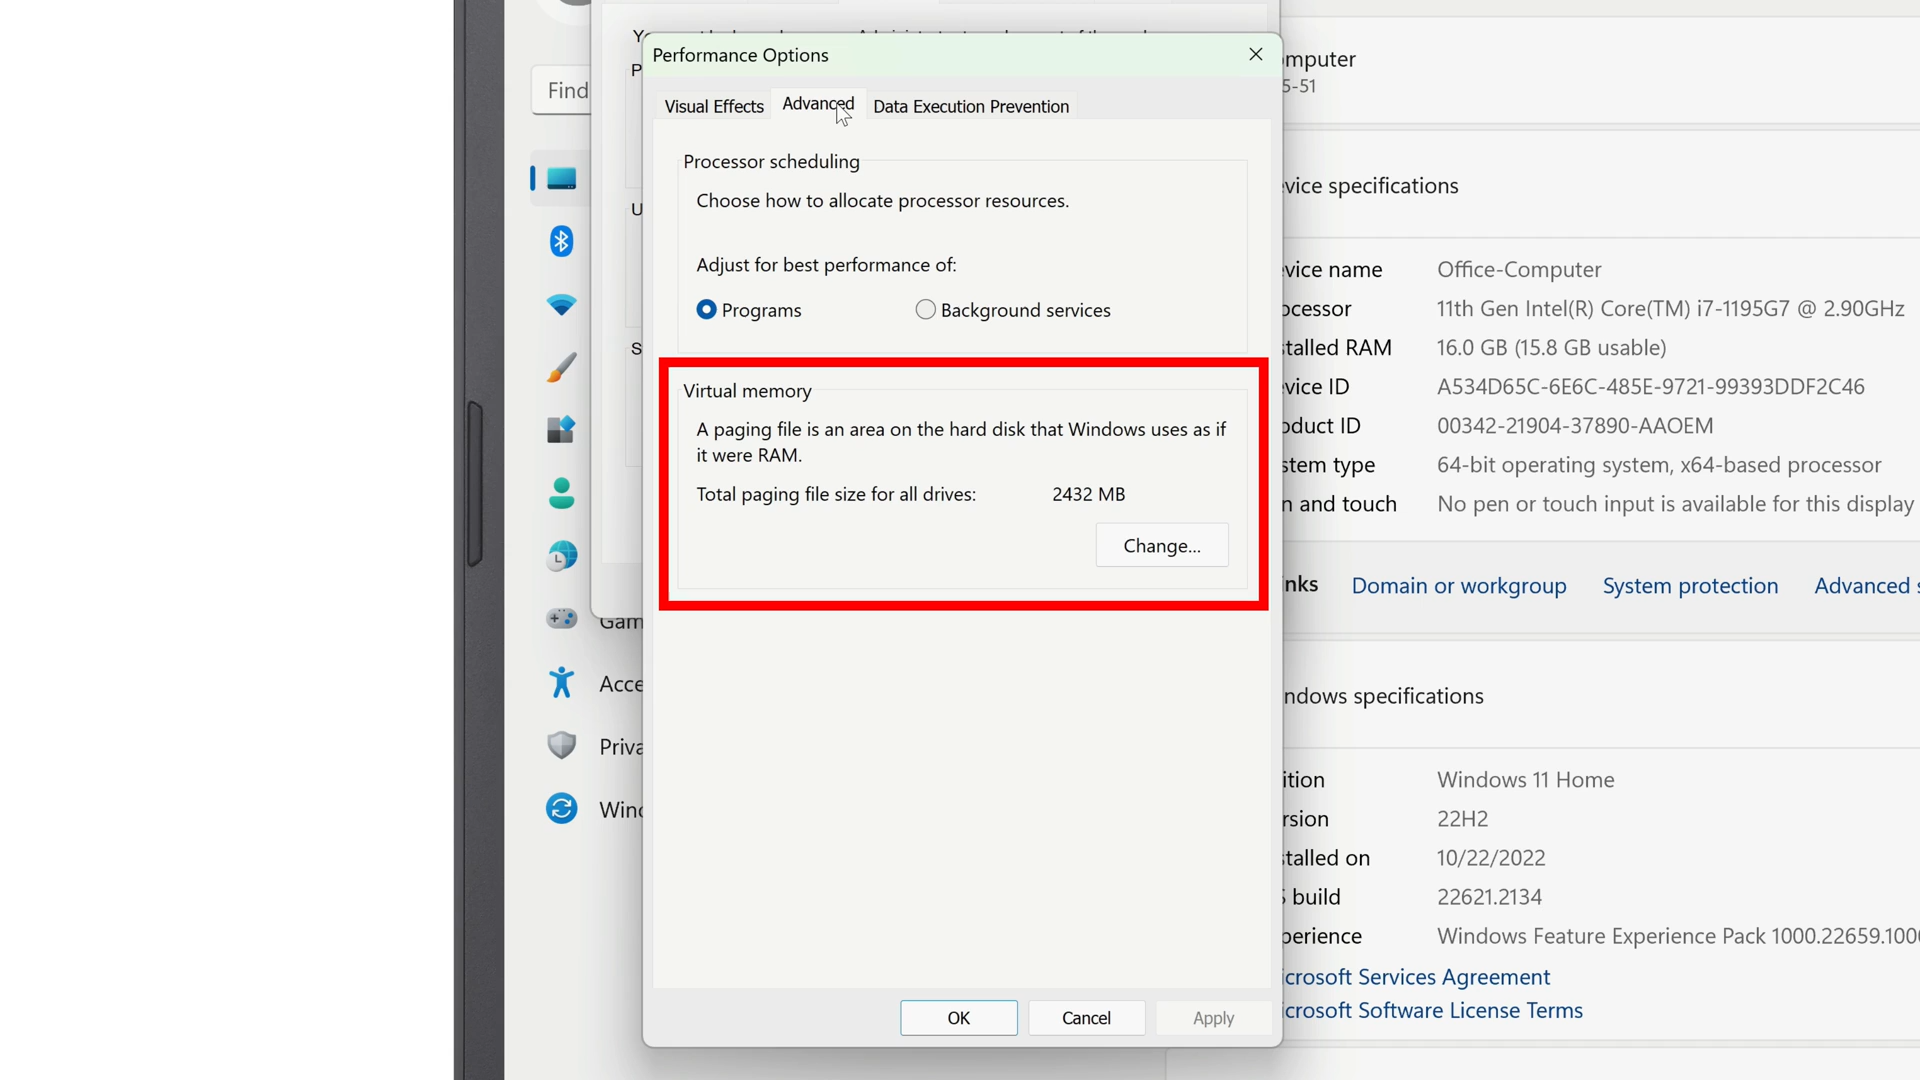 Performance Options
Visual Effects
Advanced
Data Execution Prevention
Processor scheduling
Choose how to allocate processor resources.
Adjust for best performance of:
Programs
Background services
Virtual memory
A paging file is an area on the hard disk that Windows uses as if
it were RAM.
Total paging file size for all drives:
2432 MB
Change...
OK
Cancel
Apply
Find
Gam
Acce
Priva
Wind
mputer
5-51
vice specifications
vice name
Office-Computer
ocessor
11th Gen Intel(R) Core(TM) i7-1195G7 @ 2.90GHz
stalled RAM
16.0 GB (15.8 GB usable)
vice ID
A534D65C-6E6C-485E-9721-99393DDF2C46
oduct ID
00342-21904-37890-AAOEM
stem type
64-bit operating system, x64-based processor
n and touch
No pen or touch input is available for this display
nks
Domain or workgroup
System protection
Advanced s
ndows specifications
ition
Windows 11 Home
rsion
22H2
stalled on
10/22/2022
S build
22621.2134
perience
Windows Feature Experience Pack 1000.22659.100
crosoft Services Agreement
crosoft Software License Terms